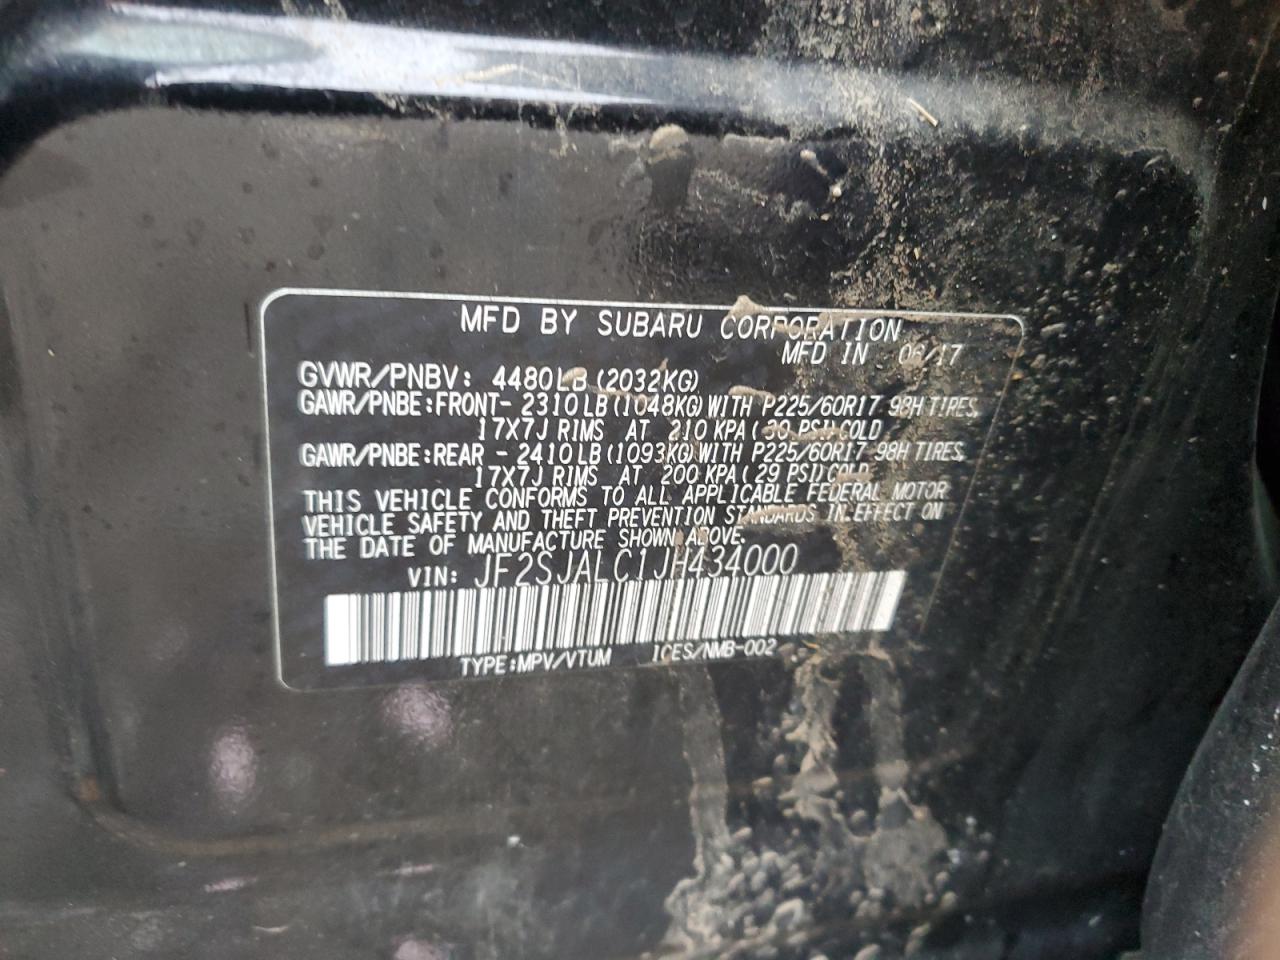 MFD BY SUBARU CORPORATION
MFD IN 06/17
GVWR/PNBV: 4480LB (2032KG)
GAWR/PNBE:FRONT- 2310LB (1048KG) WITH P225/60R17 98H TIRES,
17X7J RIMS AT 210 KPA (30 PSI) COLD
GAWR/PNBE:REAR - 2410LB (1093KG) WITH P225/60R17 98H TIRES,
17X7J RIMS AT 200 KPA (29 PSI) COLD
THIS VEHICLE CONFORMS TO ALL APPLICABLE FEDERAL MOTOR
VEHICLE SAFETY AND THEFT PREVENTION STANDARDS IN EFFECT ON
THE DATE OF MANUFACTURE SHOWN ABOVE.
VIN: JF2SJALC1JH434000
TYPE:MPV/VTUM ICES/NMB-002